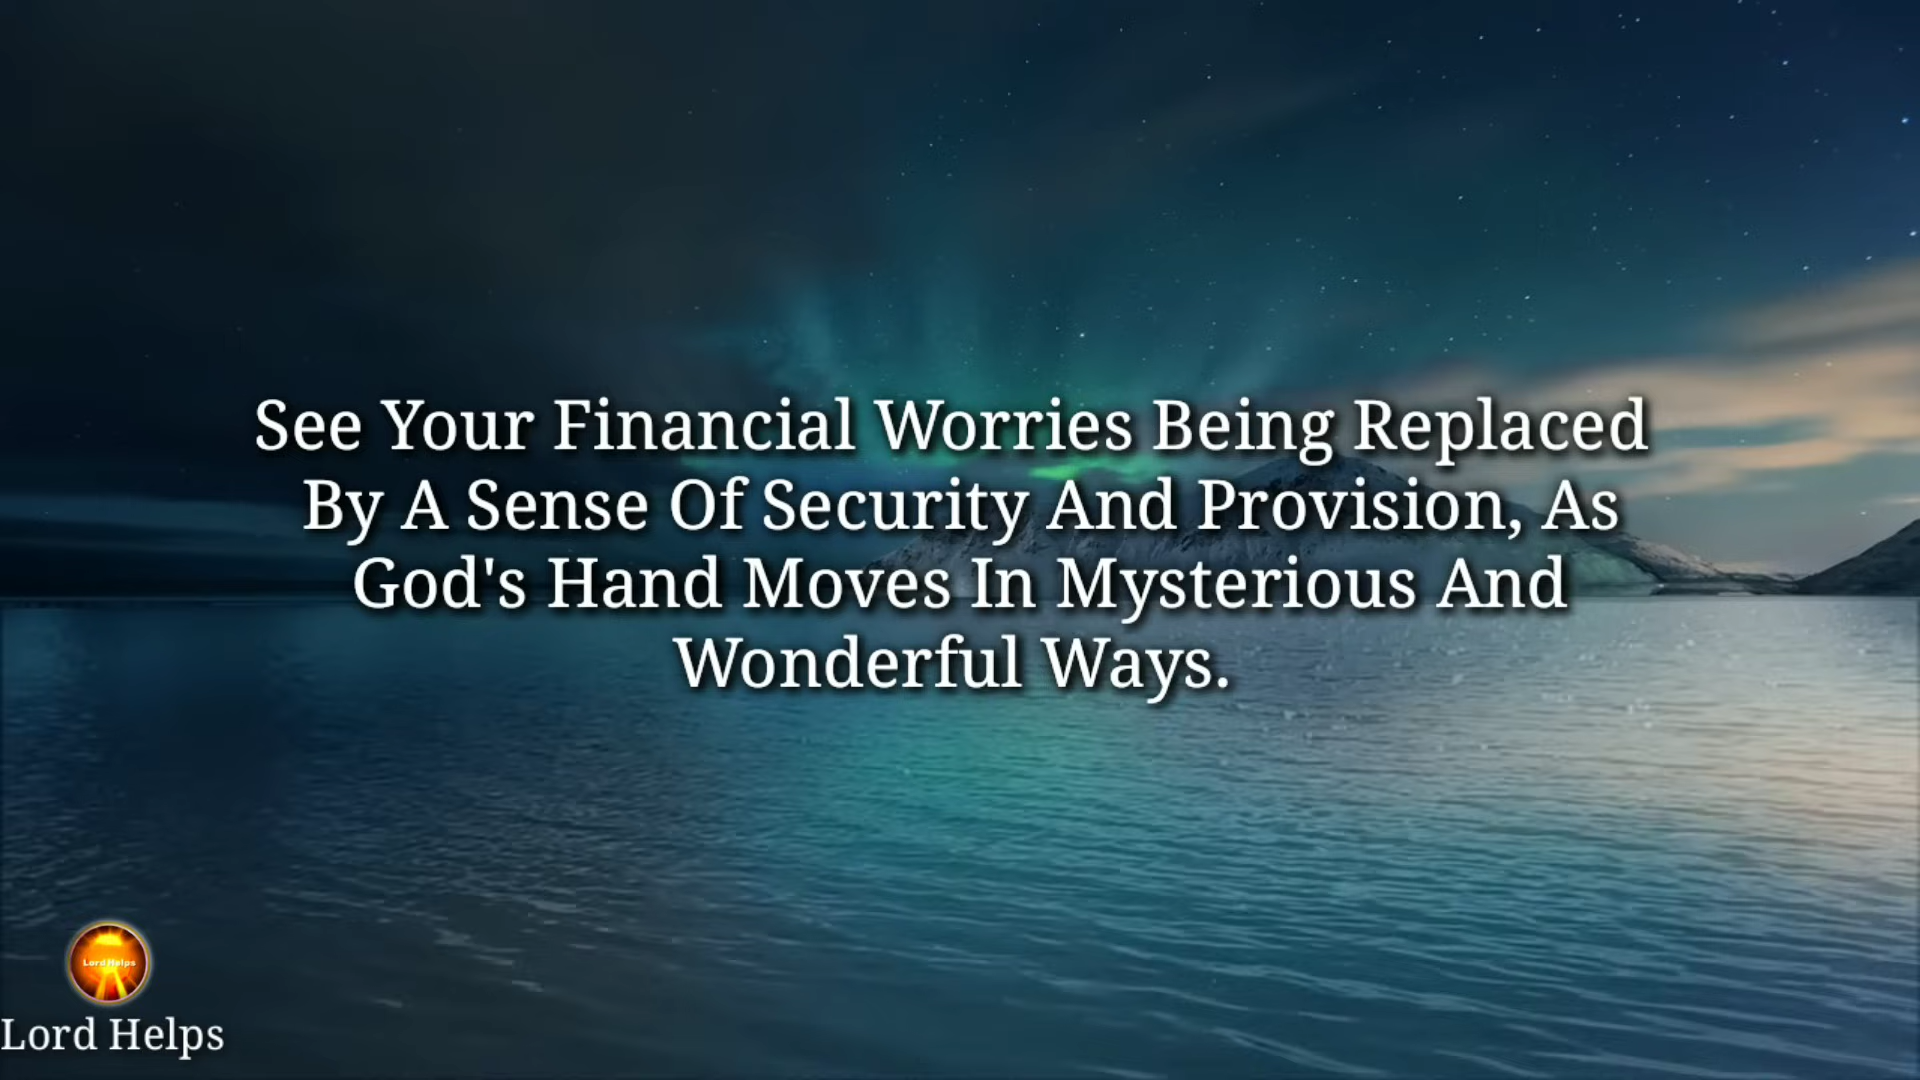 See Your Financial Worries Being Replaced
By A Sense Of Security And Provision, As
God's Hand Moves In Mysterious And
Wonderful Ways.
Lord Helps
Lord Helps